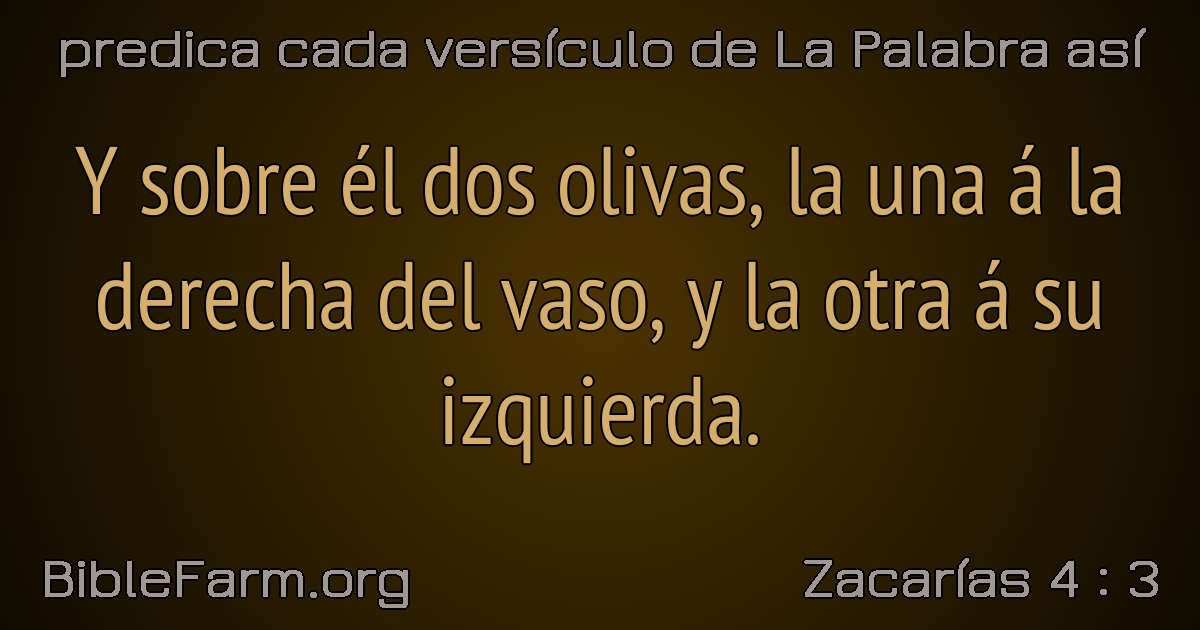 predica cada versículo de La Palabra así
Y sobre él dos olivas, la una á la
derecha del vaso, y la otra á su
izquierda.
BibleFarm.org
Zacarías 4 : 3